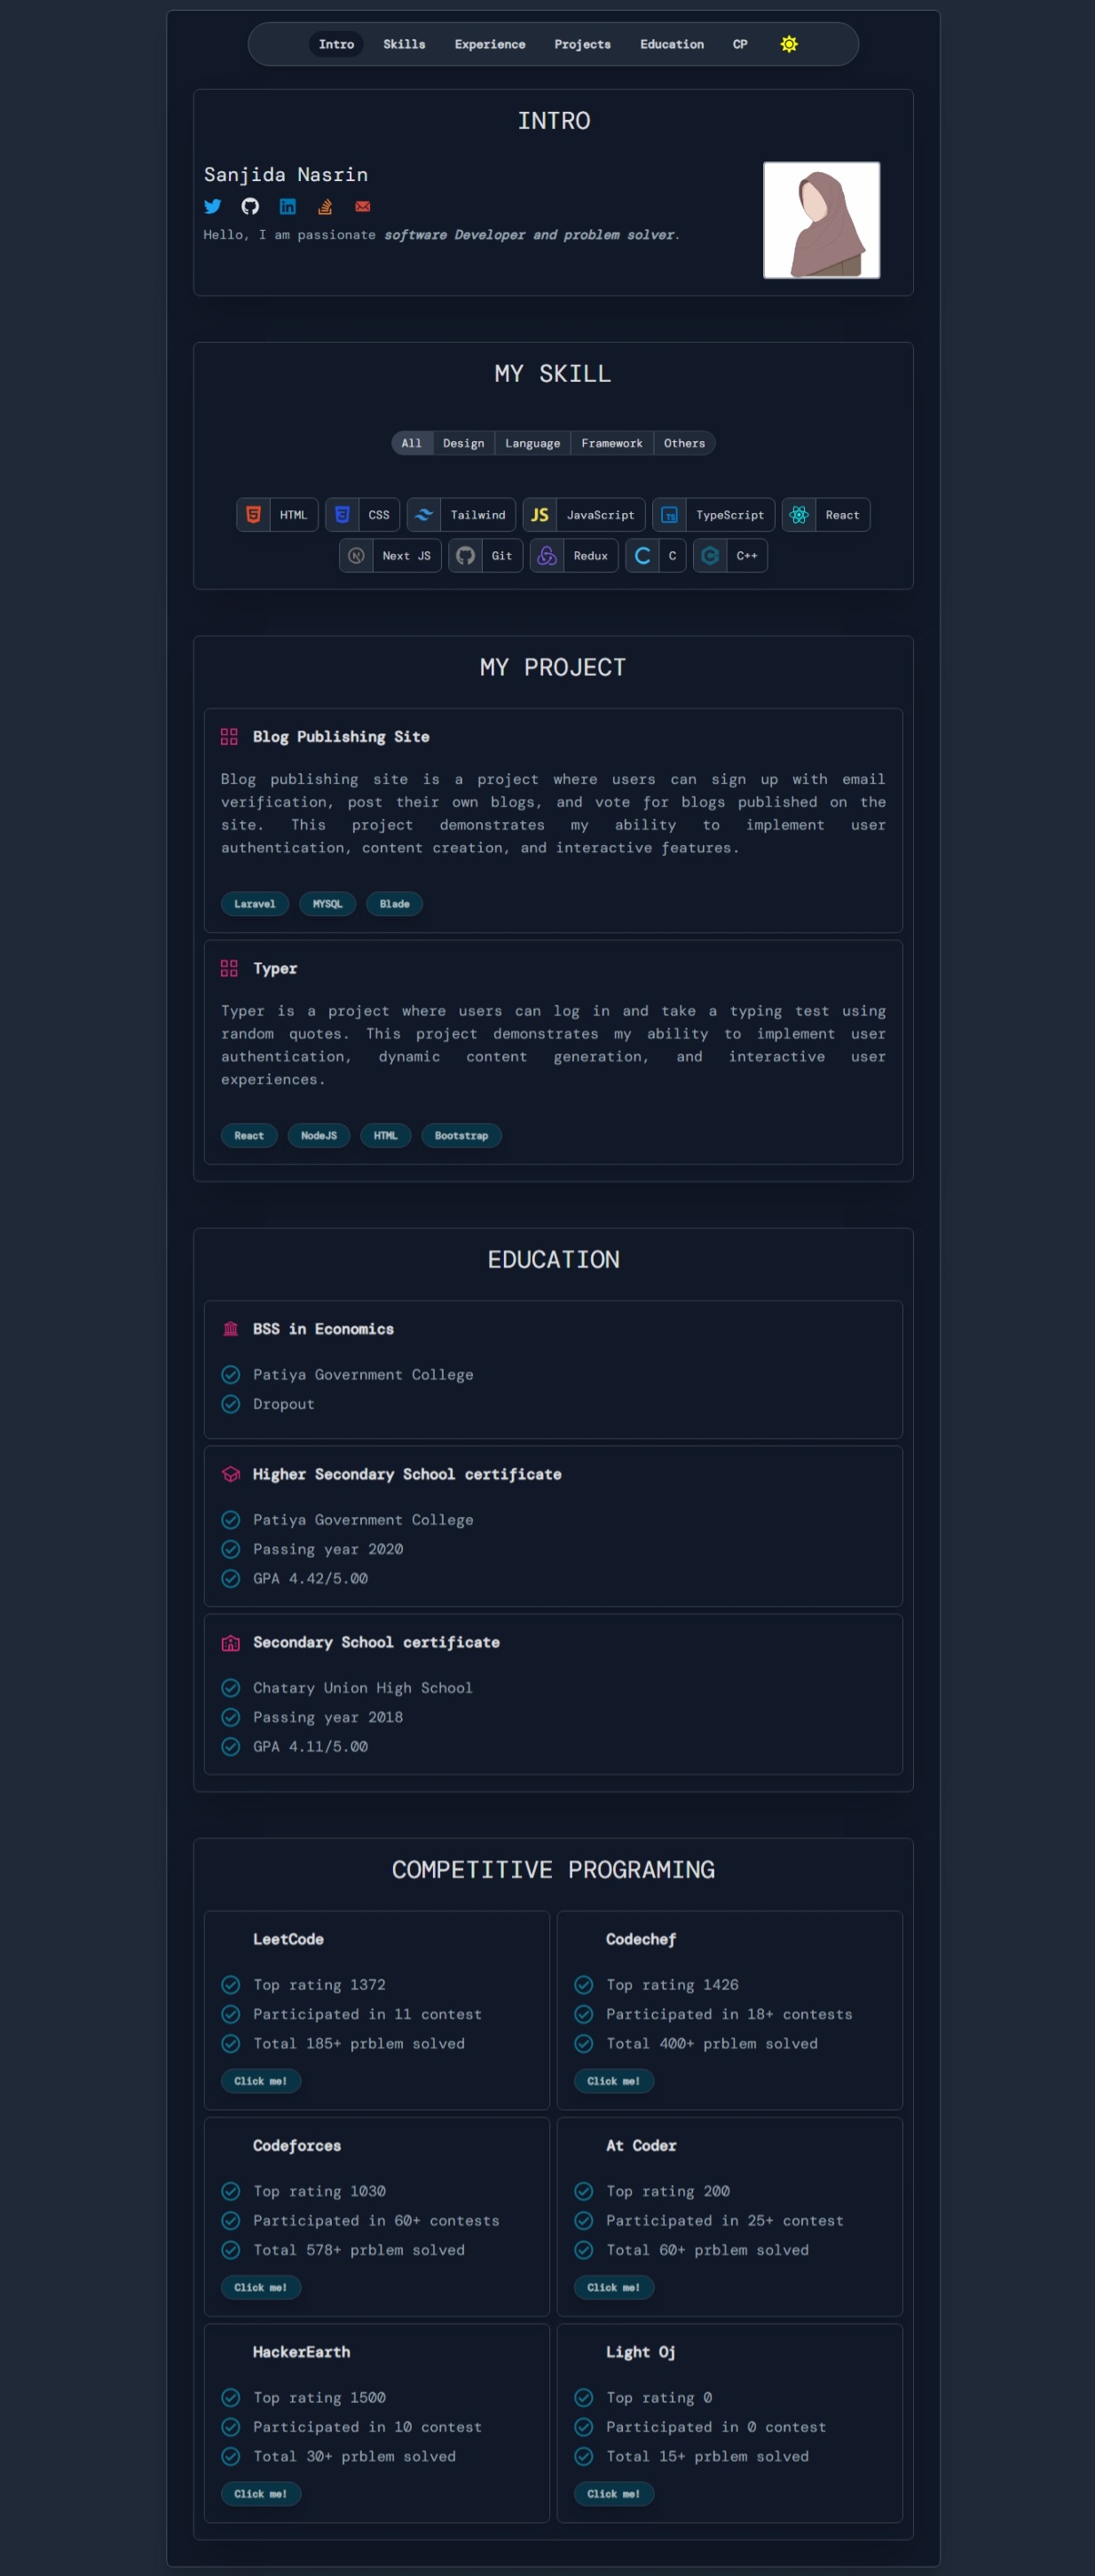 Intro Skills Experience Projects Education CP
INTRO
Sanjida Nasrin
Hello, I am passionate software Developer and problem solver.
MY SKILL
All Design Language Framework Others
HTML CSS Tailwind JS JavaScript TS TypeScript React
Next JS Git Redux C C++
MY PROJECT
Blog Publishing Site
Blog publishing site is a project where users can sign up with email
verification, post their own blogs, and vote for blogs published on the
site. This project demonstrates my ability to implement user
authentication, content creation, and interactive features.
Laravel MYSQL Blade
Typer
Typer is a project where users can log in and take a typing test using
random quotes. This project demonstrates my ability to implement user
authentication, dynamic content generation, and interactive user
experiences.
React NodeJS HTML Bootstrap
EDUCATION
BSS in Economics
Patiya Government College
Dropout
Higher Secondary School certificate
Patiya Government College
Passing year 2020
GPA 4.42/5.00
Secondary School certificate
Chatary Union High School
Passing year 2018
GPA 4.11/5.00
COMPETITIVE PROGRAMING
LeetCode
Top rating 1372
Participated in 11 contest
Total 185+ prblem solved
Click me!
Codechef
Top rating 1426
Participated in 18+ contests
Total 400+ prblem solved
Click me!
Codeforces
Top rating 1030
Participated in 60+ contests
Total 578+ prblem solved
Click me!
At Coder
Top rating 200
Participated in 25+ contest
Total 60+ prblem solved
Click me!
HackerEarth
Top rating 1500
Participated in 10 contest
Total 30+ prblem solved
Click me!
Light Oj
Top rating 0
Participated in 0 contest
Total 15+ prblem solved
Click me!